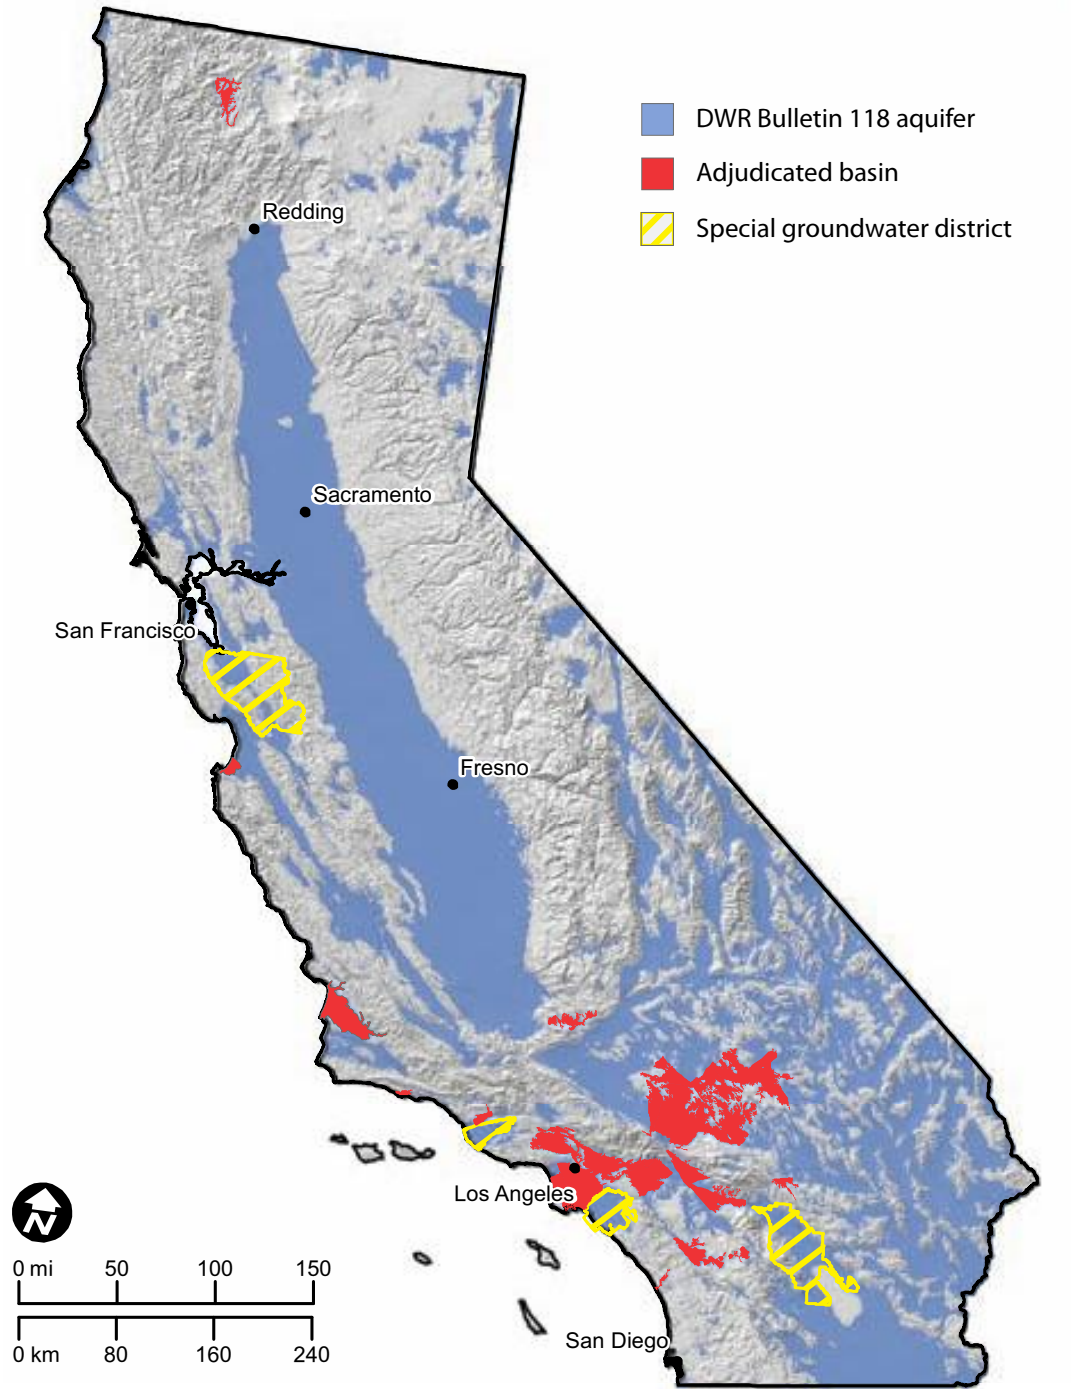 DWR Bulletin 118 aquifer
Adjudicated basin
Special groundwater district
Redding
Sacramento
San Francisco
Fresno
Los Angeles
San Diego
N
0 mi 50 100 150
0 km 80 160 240